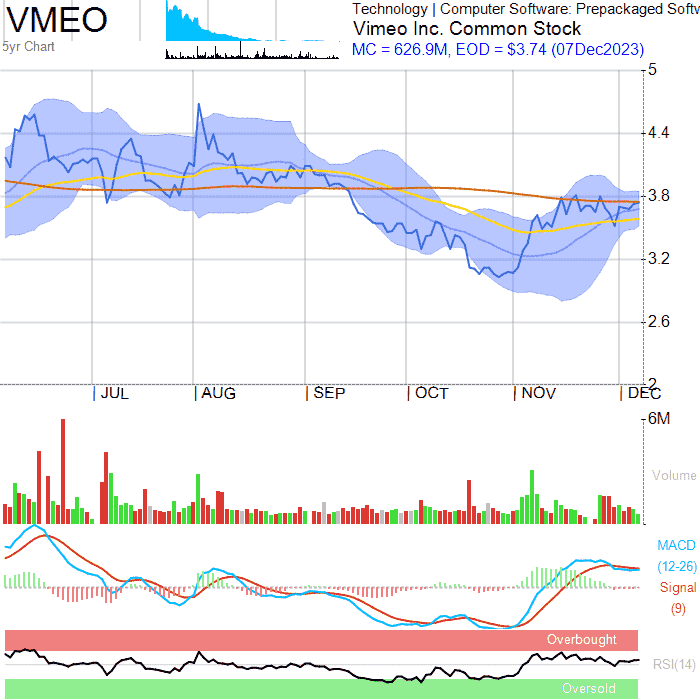 VMEO
5yr Chart
Technology | Computer Software: Prepackaged Softw
Vimeo Inc. Common Stock
MC = 626.9M, EOD = $3.74 (07Dec2023)
5
4.4
3.8
3.2
2.6
2
JUL AUG SEP OCT NOV DEC
6M
Volume
MACD
(12-26)
Signal
(9)
Overbought
RSI(14)
Oversold